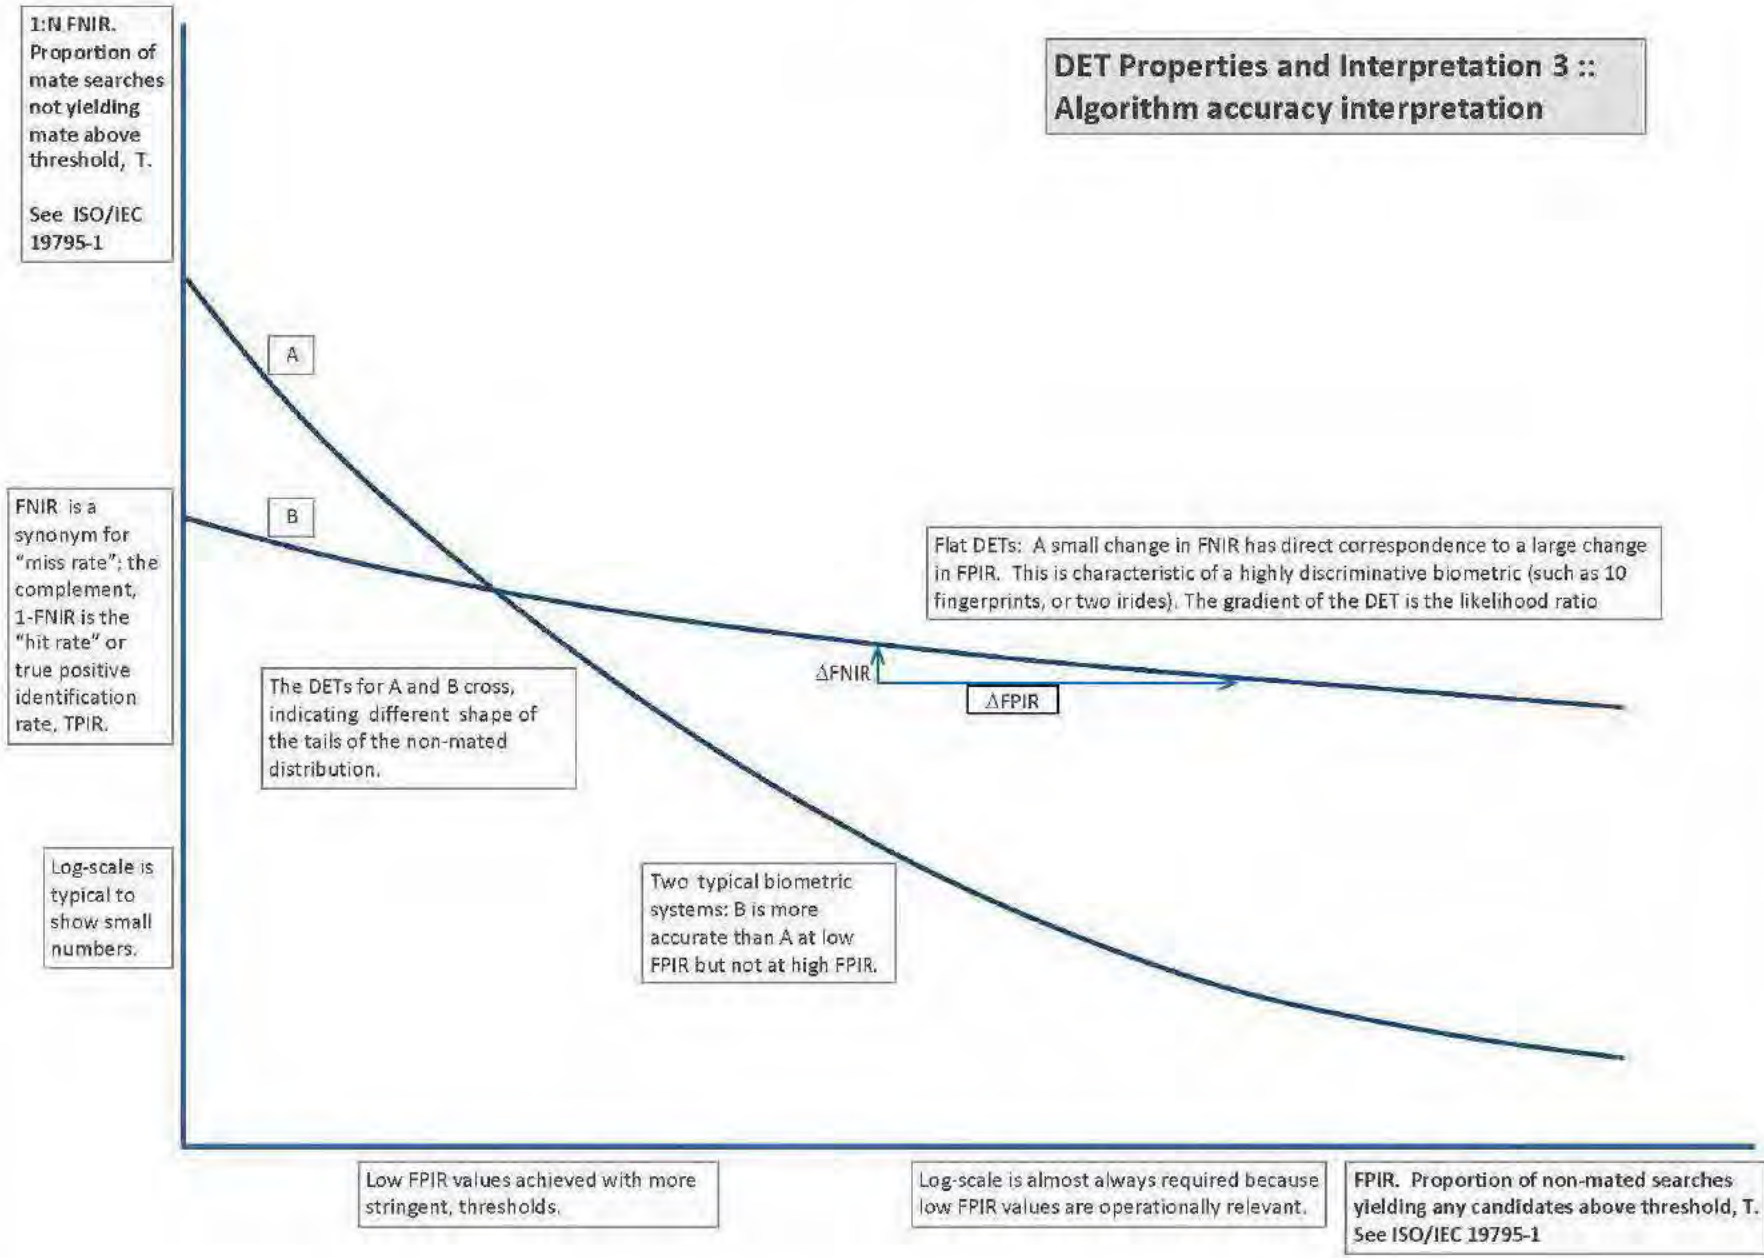 1:N FNIR.
Proportion of
mate searches
not yielding
mate above
threshold, T.
See ISO/IEC
19795-1
DET Properties and Interpretation 3 ::
Algorithm accuracy interpretation
A
B
FNIR is a
synonym for
"miss rate"; the
complement,
1-FNIR is the
"hit rate" or
true positive
identification
rate, TPIR.
Flat DETs: A small change in FNIR has direct correspondence to a large change
in FPIR. This is characteristic of a highly discriminative biometric (such as 10
fingerprints, or two irides). The gradient of the DET is the likelihood ratio
ΔFNIR
ΔFPIR
The DETs for A and B cross,
indicating different shape of
the tails of the non-mated
distribution.
Log-scale is
typical to
show small
numbers.
Two typical biometric
systems: B is more
accurate than A at low
FPIR but not at high FPIR.
Low FPIR values achieved with more
stringent, thresholds.
Log-scale is almost always required because
low FPIR values are operationally relevant.
FPIR. Proportion of non-mated searches
yielding any candidates above threshold, T.
See ISO/IEC 19795-1